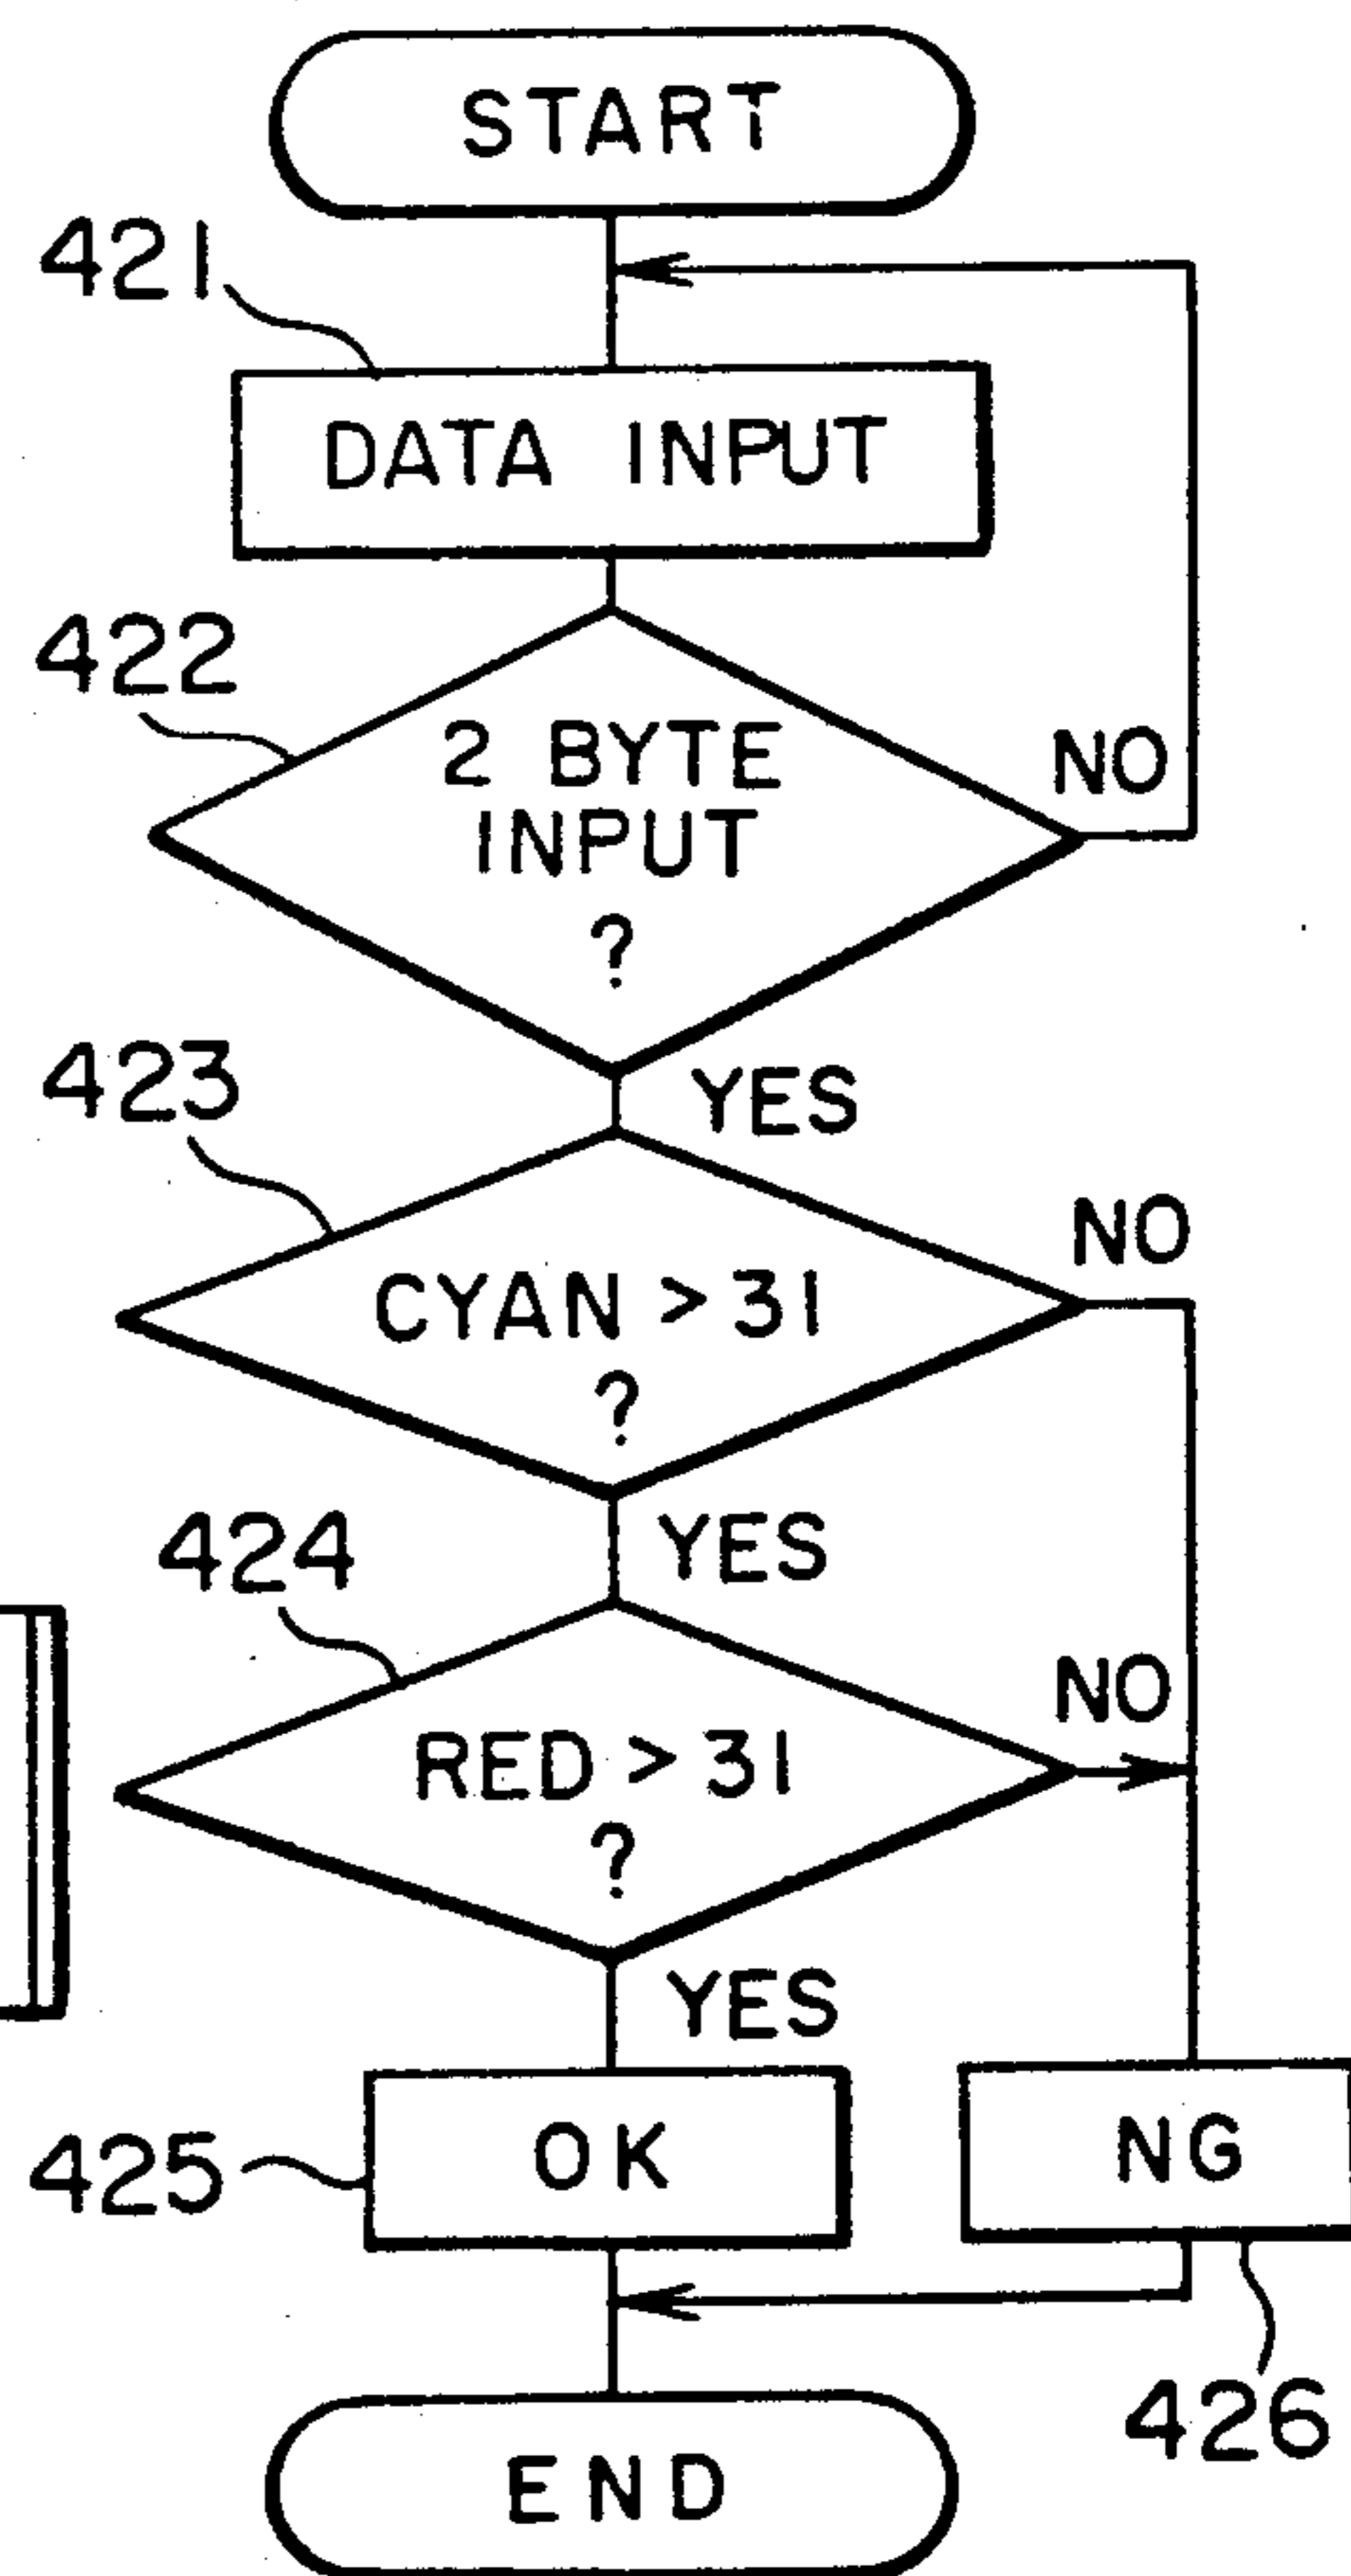 START
421
DATA INPUT
422
2 BYTE
INPUT
?
NO
YES
423
CYAN > 31
?
NO
YES
424
RED > 31
?
NO
YES
425
OK
NG
426
END